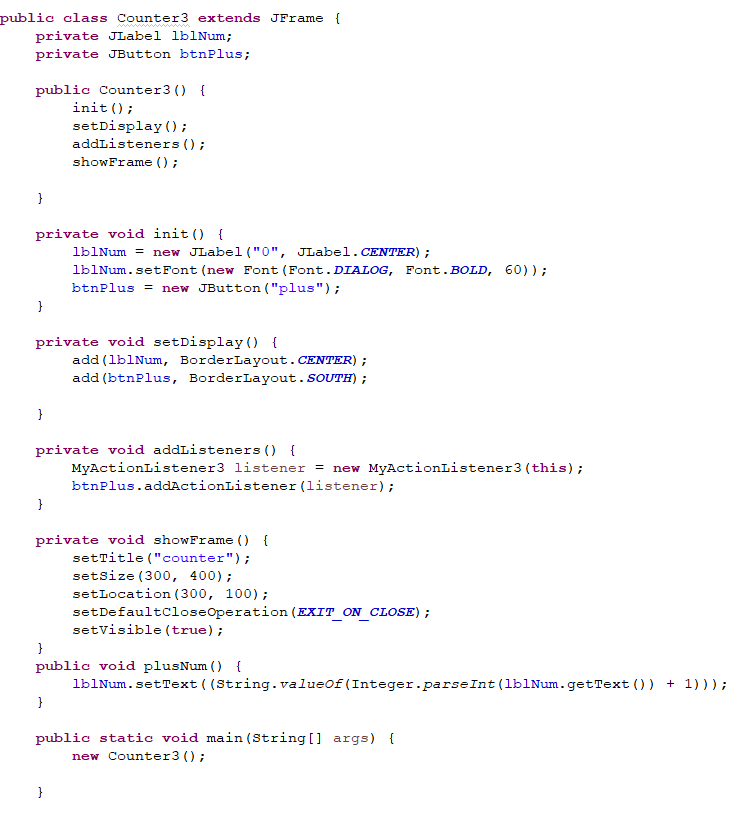 public class Counter3 extends JFrame {
    private JLabel lblNum;
    private JButton btnPlus;

    public Counter3() {
        init();
        setDisplay();
        addListeners();
        showFrame();

    }

    private void init() {
        lblNum = new JLabel("0", JLabel.CENTER);
        lblNum.setFont(new Font(Font.DIALOG, Font.BOLD, 60));
        btnPlus = new JButton("plus");
    }

    private void setDisplay() {
        add(lblNum, BorderLayout.CENTER);
        add(btnPlus, BorderLayout.SOUTH);

    }

    private void addListeners() {
        MyActionListener3 listener = new MyActionListener3(this);
        btnPlus.addActionListener(listener);
    }

    private void showFrame() {
        setTitle("counter");
        setSize(300, 400);
        setLocation(300, 100);
        setDefaultCloseOperation(EXIT_ON_CLOSE);
        setVisible(true);
    }
    public void plusNum() {
        lblNum.setText((String.valueOf(Integer.parseInt(lblNum.getText()) + 1)));
    }

    public static void main(String[] args) {
        new Counter3();

    }